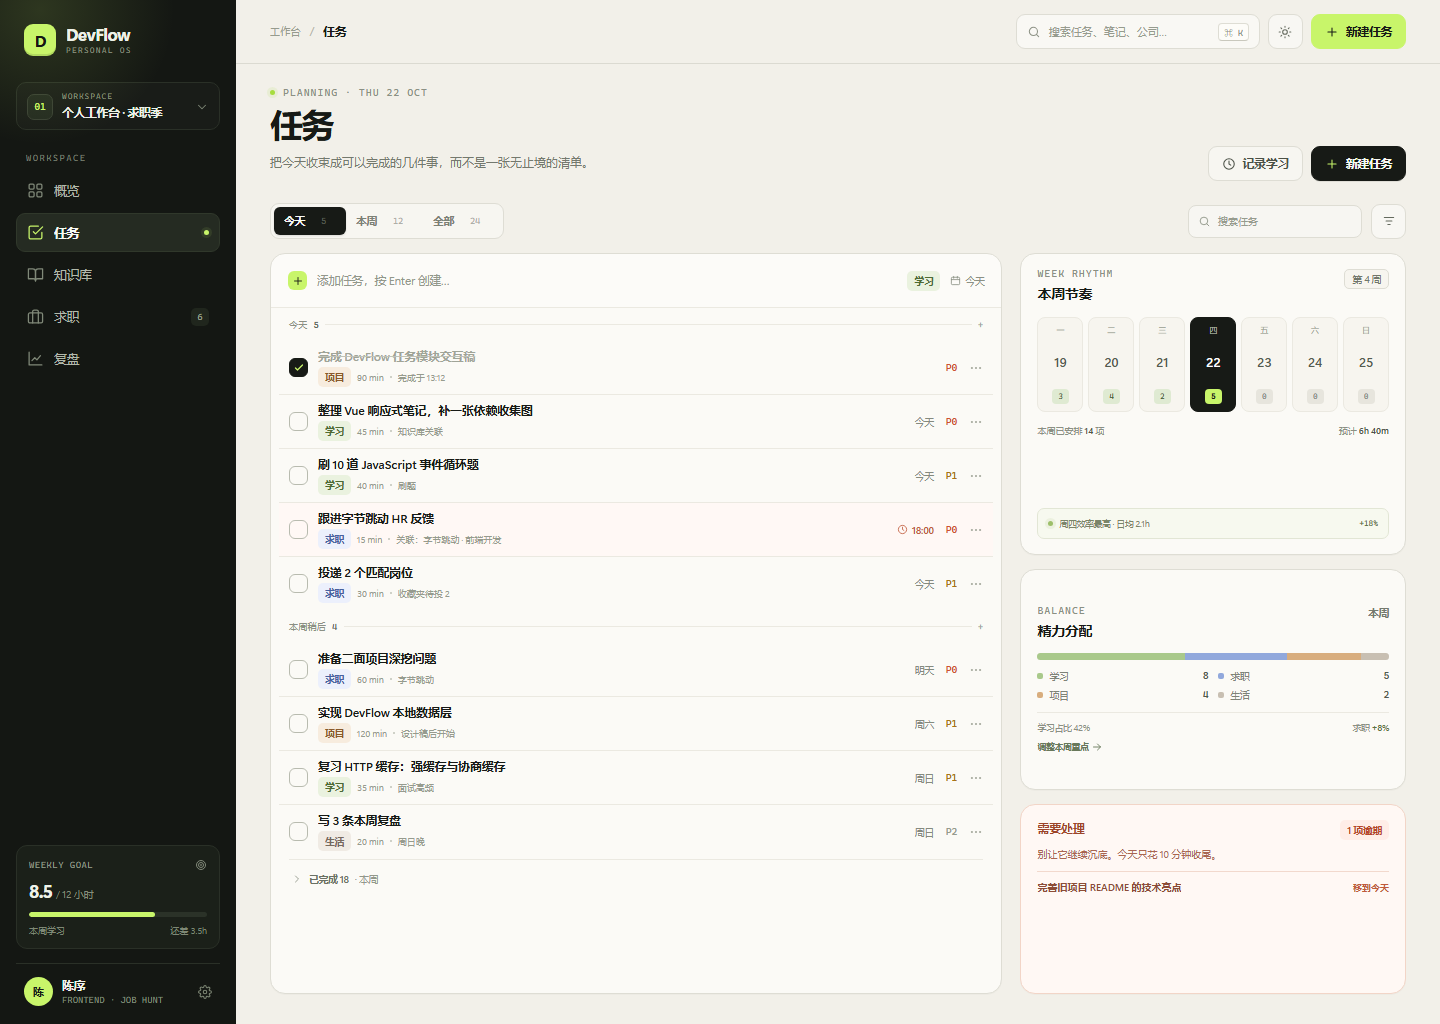 D
DevFlow
PERSONAL OS
01
WORKSPACE
个人工作台 · 求职季
WORKSPACE
概览
任务
知识库
求职 6
复盘
WEEKLY GOAL
8.5 / 12 小时
本周学习 还差 3.5h
陈
陈序
FRONTEND · JOB HUNT
工作台 / 任务
搜索任务、笔记、公司... ⌘ K
+ 新建任务
PLANNING · THU 22 OCT
任务
把今天收束成可以完成的几件事，而不是一张无止境的清单。
记录学习
+ 新建任务
今天 5 本周 12 全部 24
搜索任务
+ 添加任务，按 Enter 创建... 学习 今天
今天 5 +
完成 DevFlow 任务模块交互稿
项目 90 min · 完成于 13:12 P0 ···
整理 Vue 响应式笔记，补一张依赖收集图
学习 45 min · 知识库关联 今天 P0 ···
刷 10 道 JavaScript 事件循环题
学习 40 min · 刷题 今天 P1 ···
跟进字节跳动 HR 反馈
求职 15 min · 关联：字节跳动 · 前端开发 18:00 P0 ···
投递 2 个匹配岗位
求职 30 min · 收藏夹待投 2 今天 P1 ···
本周稍后 4 +
准备二面项目深挖问题
求职 60 min · 字节跳动 明天 P0 ···
实现 DevFlow 本地数据层
项目 120 min · 设计稿后开始 周六 P1 ···
复习 HTTP 缓存：强缓存与协商缓存
学习 35 min · 面试高频 周日 P1 ···
写 3 条本周复盘
生活 20 min · 周日晚 周日 P2 ···
已完成 18 · 本周
WEEK RHYTHM
本周节奏 第 4 周
一 二 三 四 五 六 日
19 20 21 22 23 24 25
3 4 2 5 0 0 0
本周已安排 14 项 预计 6h 40m
周四效率最高 · 日均 2.1h +18%
BALANCE
精力分配 本周
学习 8 求职 5
项目 4 生活 2
学习占比 42% 求职 +8%
调整本周重点 →
需要处理 1 项逾期
别让它继续沉底。今天只花 10 分钟收尾。
完善旧项目 README 的技术亮点 移到今天